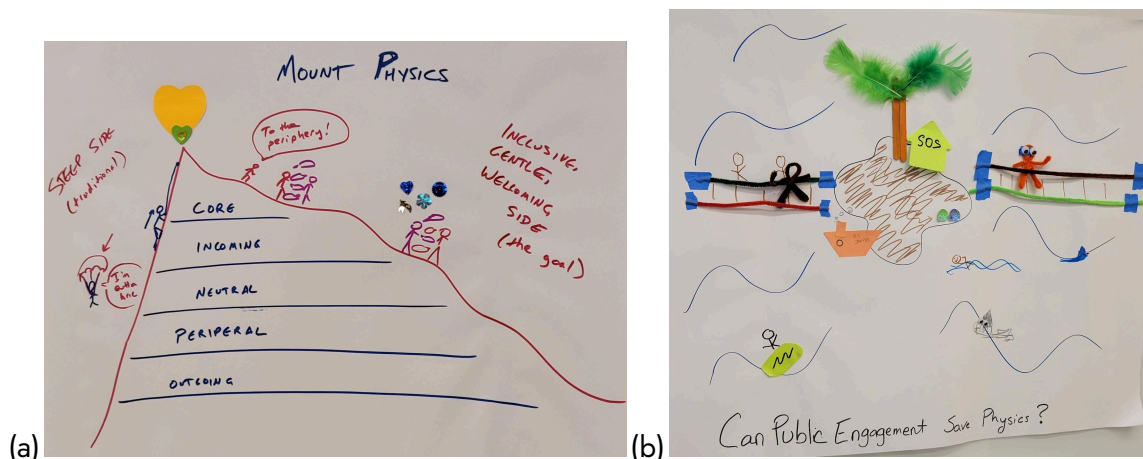 MOUNT PHYSICS
STEEP SIDE
(traditional)
To the
periphery!
INCLUSIVE,
GENTLE,
WELCOMING
SIDE
(the goal)
CORE
INCOMING
NEUTRAL
PERIPERAL
OUTGOING
I'm
outta
here
(a)
SOS
Can Public Engagement Save Physics?
(b)